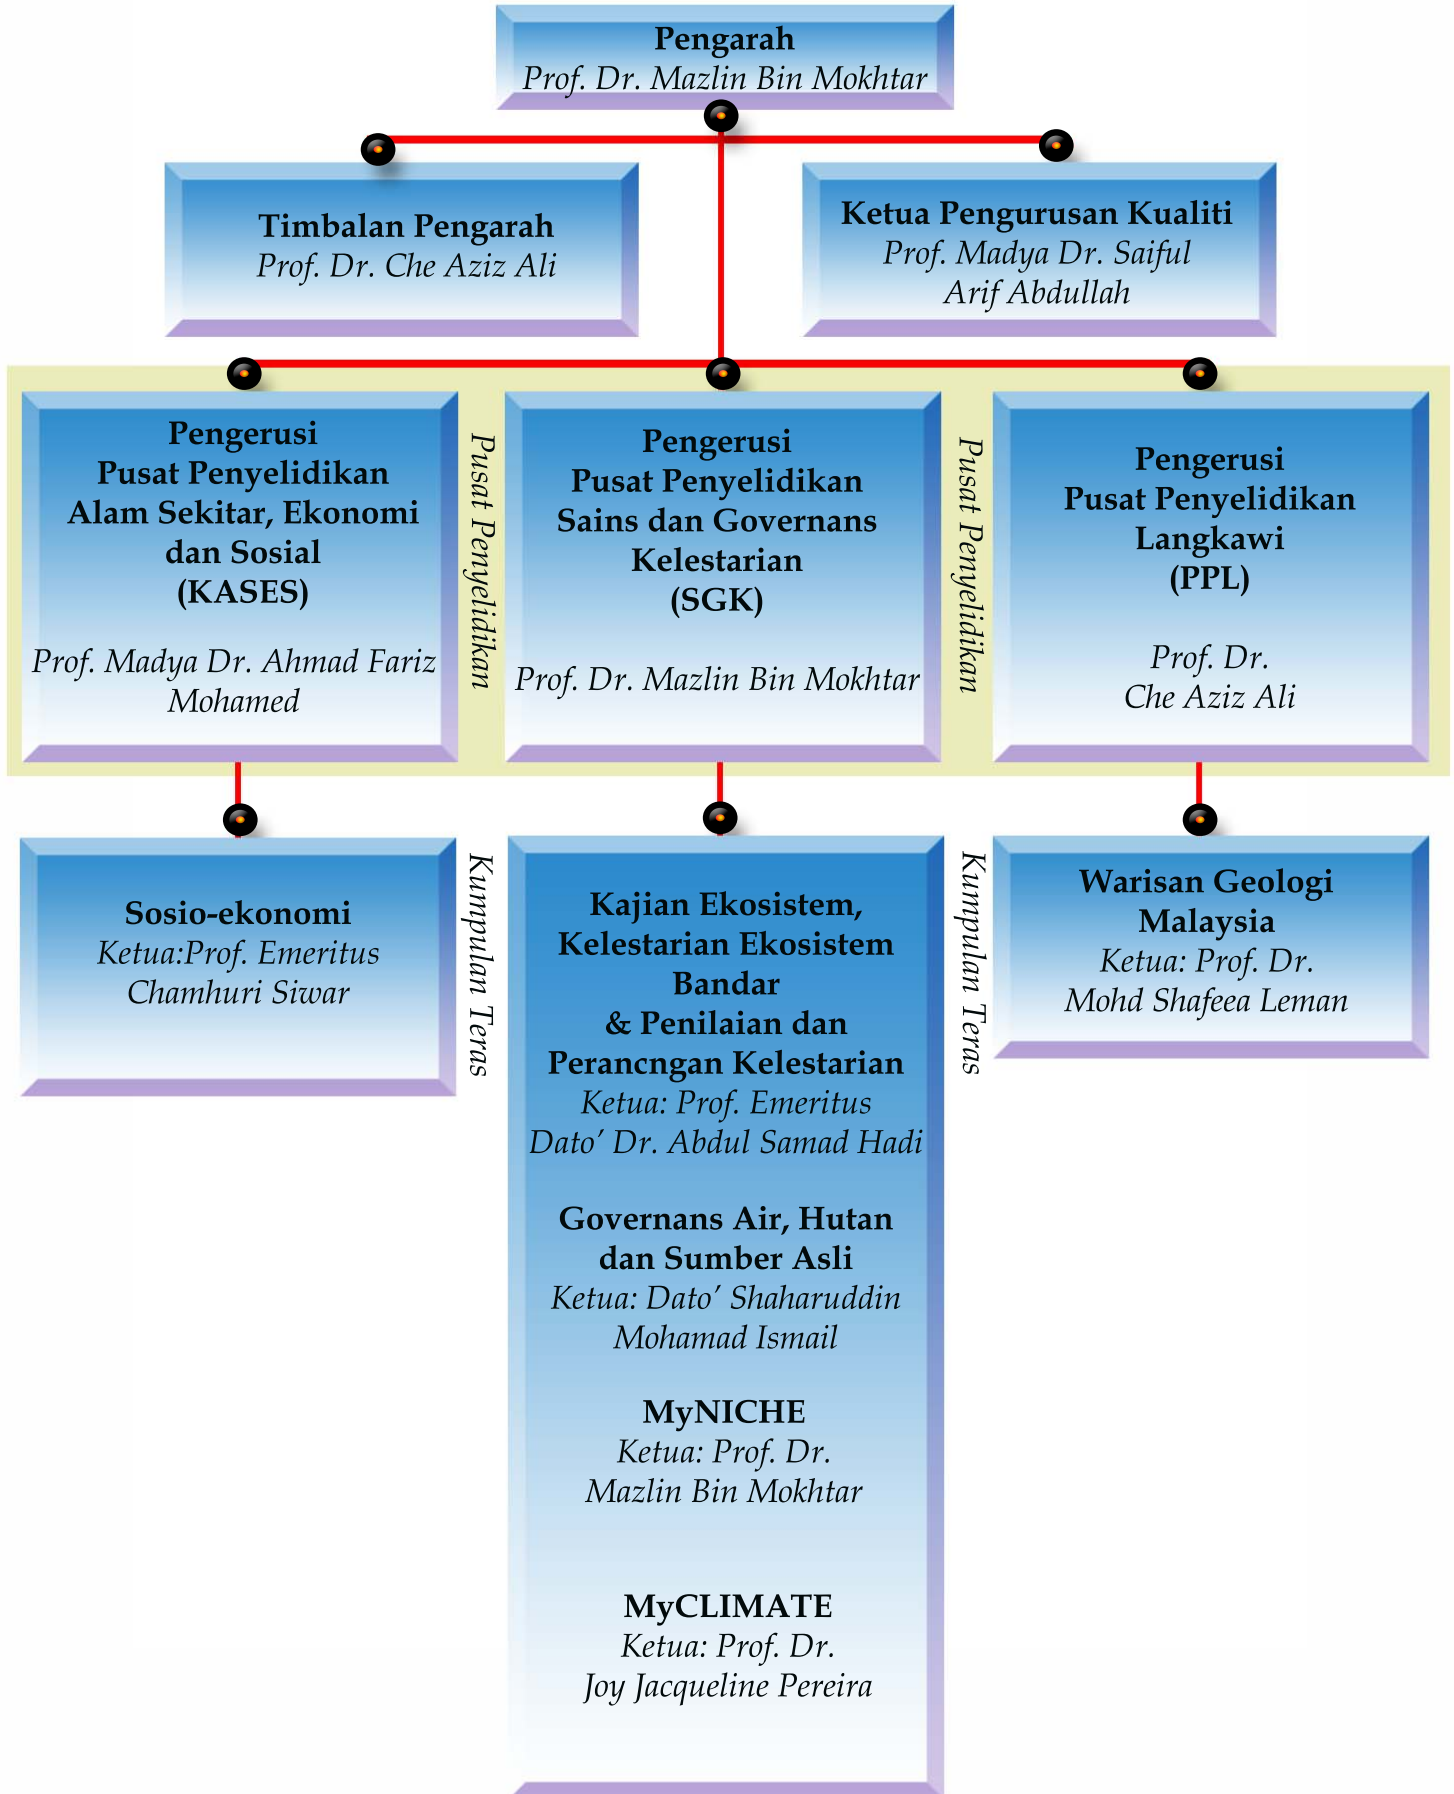 Pengarah
Prof. Dr. Mazlin Bin Mokhtar
Timbalan Pengarah
Prof. Dr. Che Aziz Ali
Ketua Pengurusan Kualiti
Prof. Madya Dr. Saiful
Arif Abdullah
Pengerusi
Pusat Penyelidikan
Alam Sekitar, Ekonomi
dan Sosial
(KASES)
Prof. Madya Dr. Ahmad Fariz
Mohamed
Pusat Penyelidikan
Pengerusi
Pusat Penyelidikan
Sains dan Governans
Kelestarian
(SGK)
Prof. Dr. Mazlin Bin Mokhtar
Pusat Penyelidikan
Pengerusi
Pusat Penyelidikan
Langkawi
(PPL)
Prof. Dr.
Che Aziz Ali
Sosio-ekonomi
Ketua:Prof. Emeritus
Chamhuri Siwar
Kumpulan Teras
Kajian Ekosistem,
Kelestarian Ekosistem
Bandar
& Penilaian dan
Perancngan Kelestarian
Ketua: Prof. Emeritus
Dato' Dr. Abdul Samad Hadi
Governans Air, Hutan
dan Sumber Asli
Ketua: Dato' Shaharuddin
Mohamad Ismail
MyNICHE
Ketua: Prof. Dr.
Mazlin Bin Mokhtar
MyCLIMATE
Ketua: Prof. Dr.
Joy Jacqueline Pereira
Kumpulan Teras
Warisan Geologi
Malaysia
Ketua: Prof. Dr.
Mohd Shafeea Leman